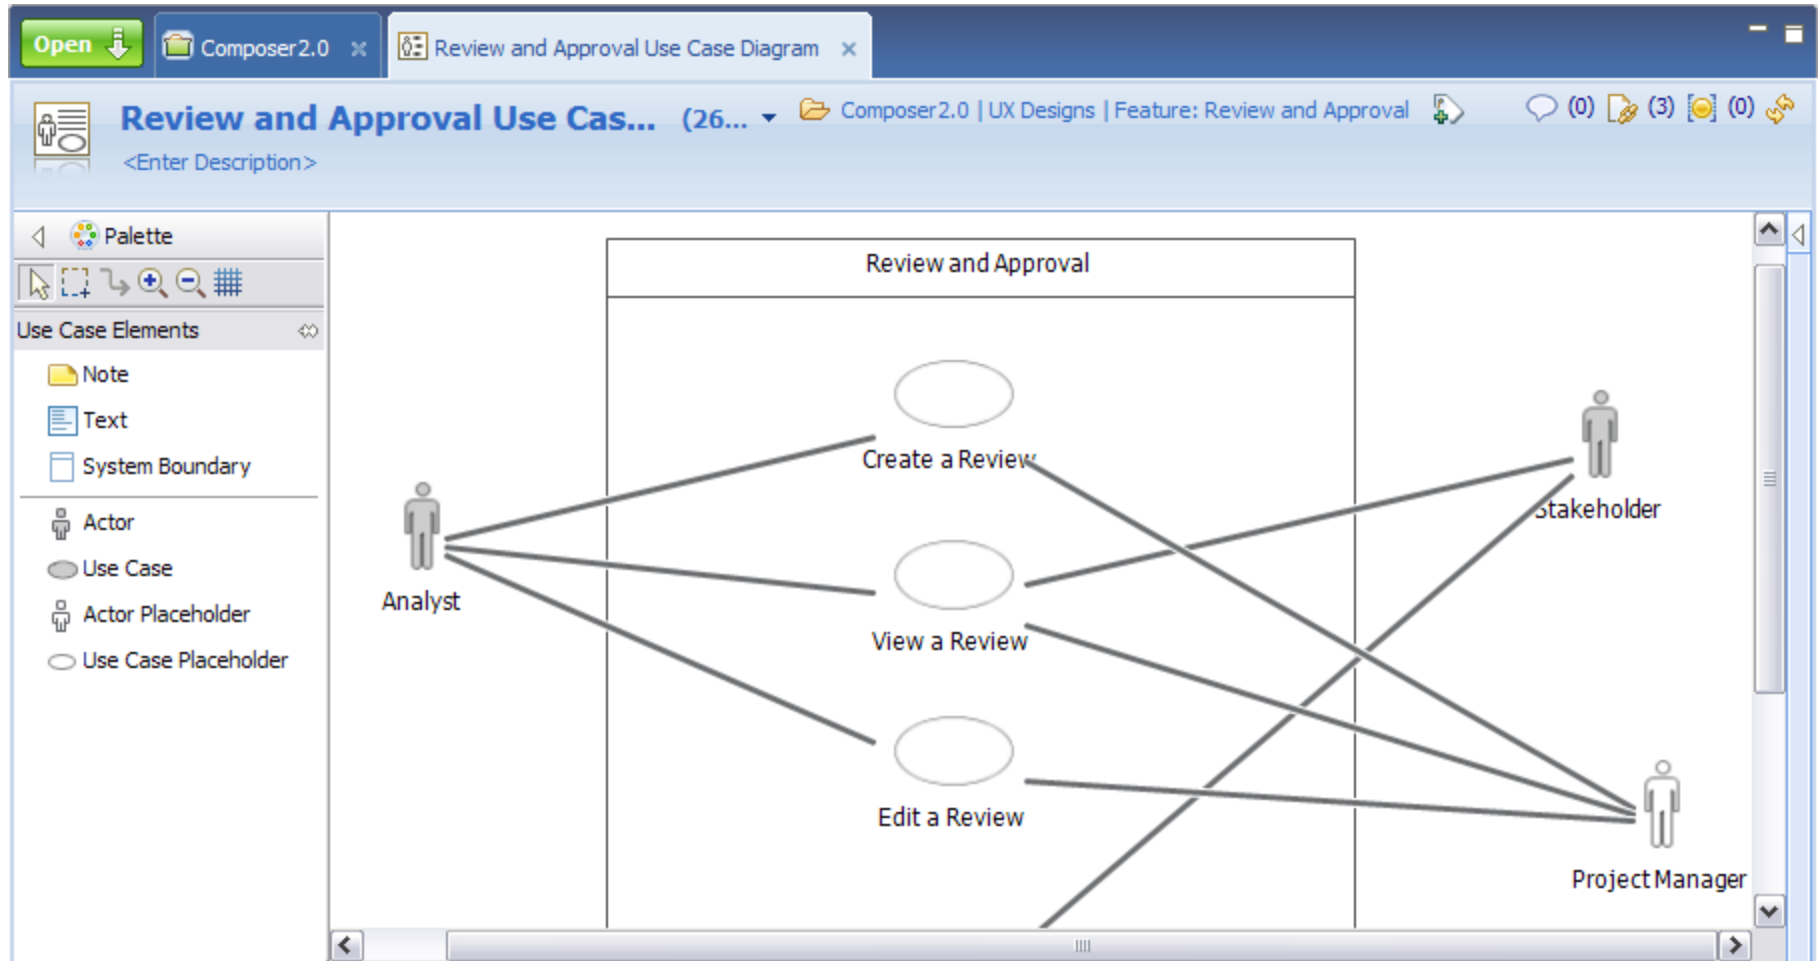 Open
Composer2.0
Review and Approval Use Case Diagram
Review and Approval Use Cas... (26...
Composer2.0 | UX Designs | Feature: Review and Approval
(0)
(3)
(0)
<Enter Description>
Palette
Use Case Elements
Note
Text
System Boundary
Actor
Use Case
Actor Placeholder
Use Case Placeholder
Review and Approval
Create a Review
Stakeholder
Analyst
View a Review
Edit a Review
Project Manager